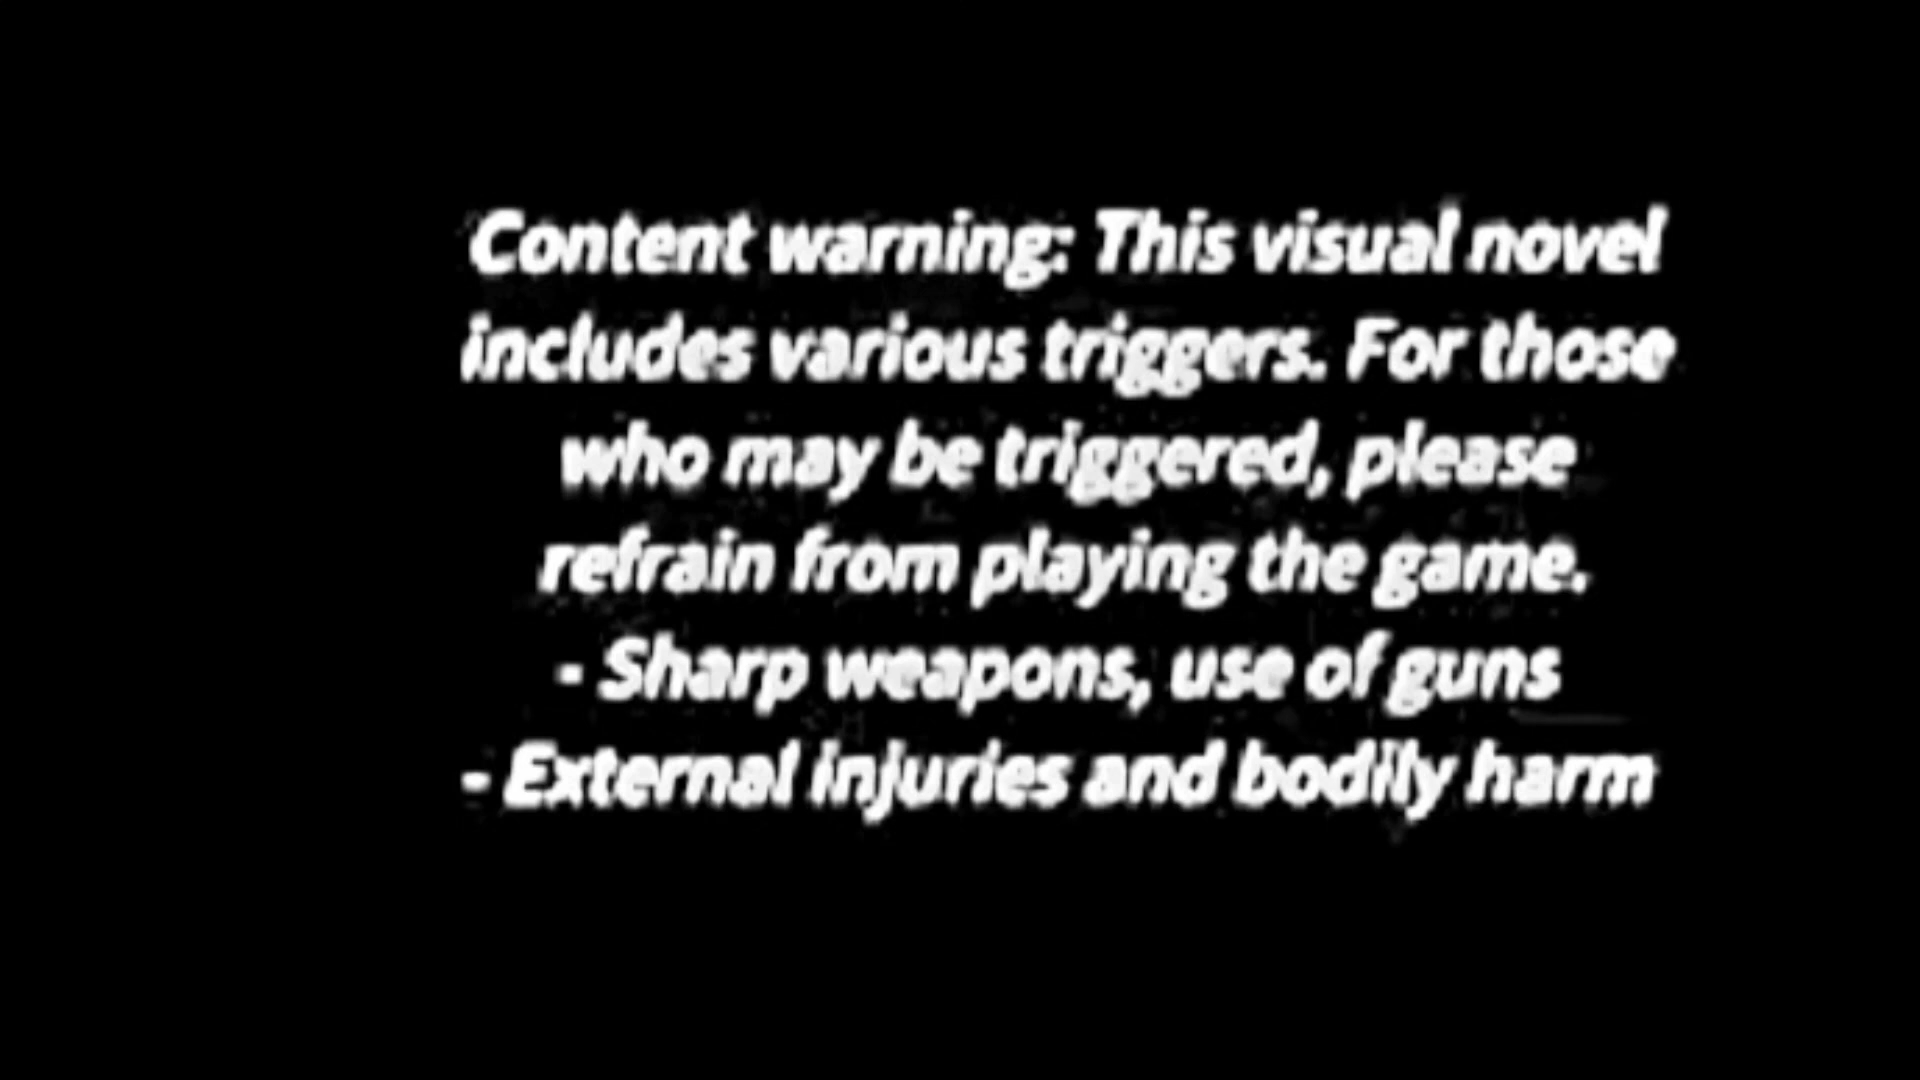 Content warning: This visual novel
includes various triggers. For those
who may be triggered, please
refrain from playing the game.
- Sharp weapons, use of guns
- External injuries and bodily harm